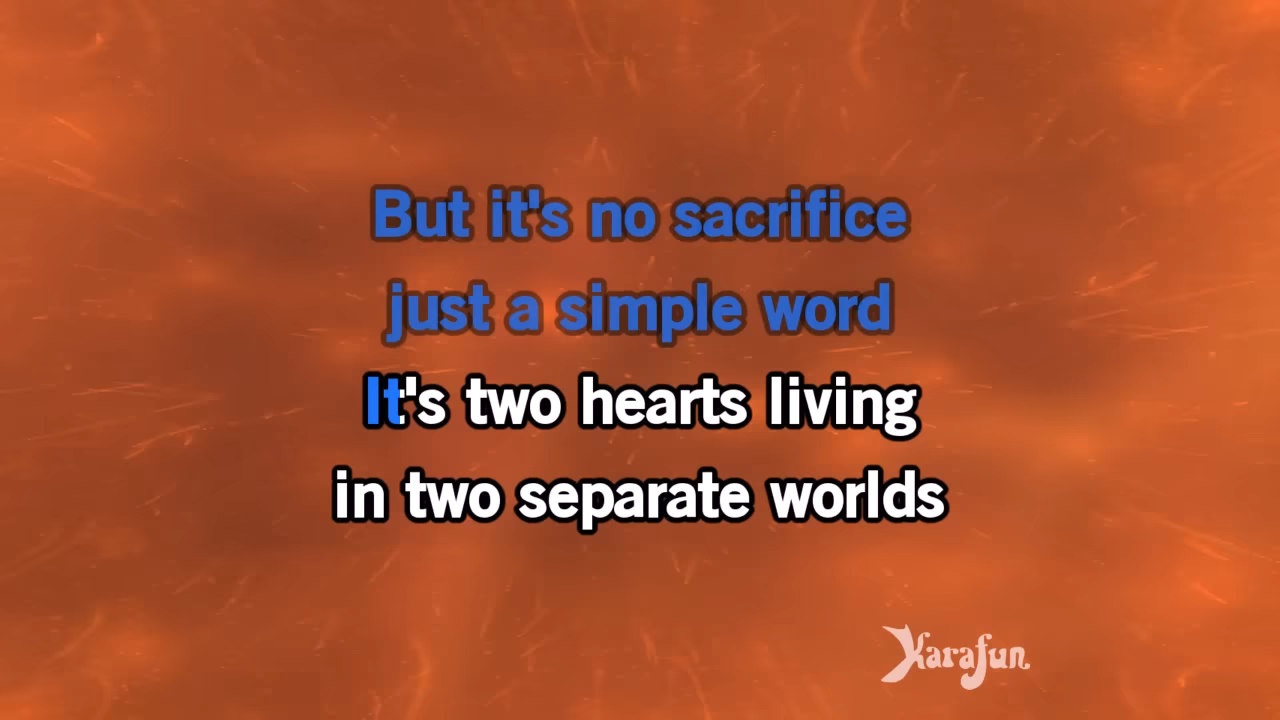 But it's no sacrifice
just a simple word
It's two hearts living
in two separate worlds
Karafun